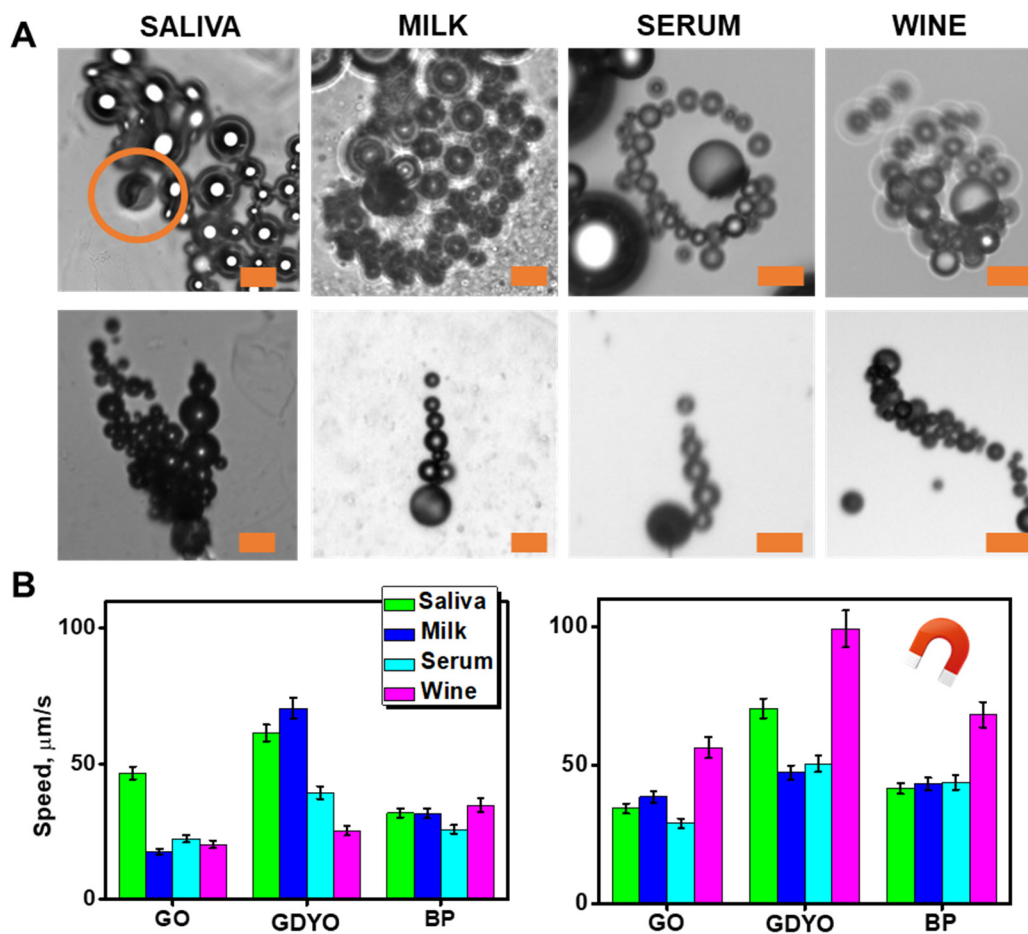 A
SALIVA MILK SERUM WINE
B
Saliva
Milk
Serum
Wine
Speed, µm/s
100
50
0
GO GDYO BP
100
50
0
GO GDYO BP